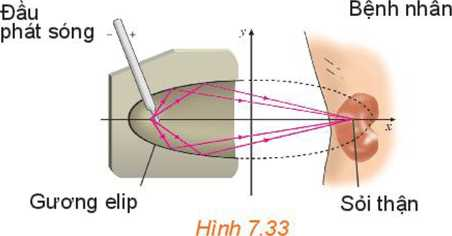 Đầu
phát sóng
Bệnh nhân
- +
y
x
Gương elip
Sỏi thận
Hình 7.33